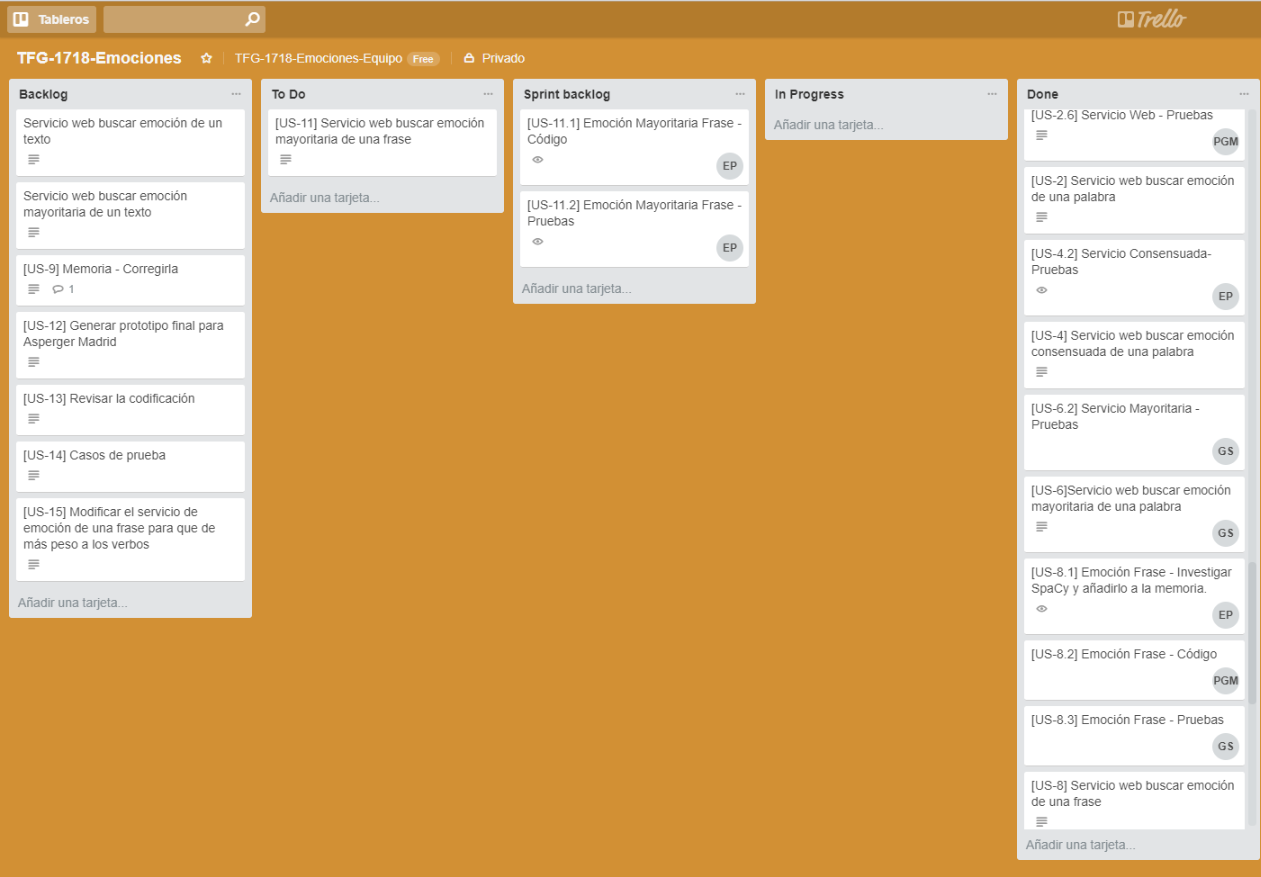 Tableros
Trello
TFG-1718-Emociones
TFG-1718-Emociones-Equipo Free
Privado
Backlog
Servicio web buscar emoción de un
texto
Servicio web buscar emoción
mayoritaria de un texto
[US-9] Memoria - Corregirla
1
[US-12] Generar prototipo final para
Asperger Madrid
[US-13] Revisar la codificación
[US-14] Casos de prueba
[US-15] Modificar el servicio de
emoción de una frase para que de
más peso a los verbos
Añadir una tarjeta...
To Do
[US-11] Servicio web buscar emoción
mayoritaria de una frase
Añadir una tarjeta...
Sprint backlog
[US-11.1] Emoción Mayoritaria Frase -
Código
EP
[US-11.2] Emoción Mayoritaria Frase -
Pruebas
EP
Añadir una tarjeta...
In Progress
Añadir una tarjeta...
Done
[US-2.6] Servicio Web - Pruebas
PGM
[US-2] Servicio web buscar emoción
de una palabra
[US-4.2] Servicio Consensuada-
Pruebas
EP
[US-4] Servicio web buscar emoción
consensuada de una palabra
[US-6.2] Servicio Mayoritaria -
Pruebas
GS
[US-6]Servicio web buscar emoción
mayoritaria de una palabra
GS
[US-8.1] Emoción Frase - Investigar
SpaCy y añadirlo a la memoria.
EP
[US-8.2] Emoción Frase - Código
PGM
[US-8.3] Emoción Frase - Pruebas
GS
[US-8] Servicio web buscar emoción
de una frase
Añadir una tarjeta...